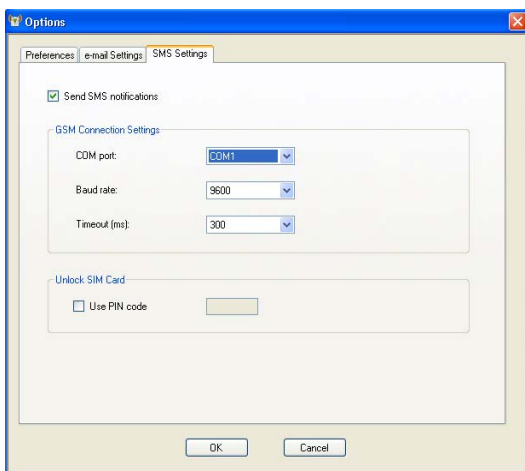 Options
Preferences e-mail Settings SMS Settings
Send SMS notifications
GSM Connection Settings
COM port: COM1
Baud rate: 9600
Timeout (ms): 300
Unlock SIM Card
Use PIN code
OK Cancel